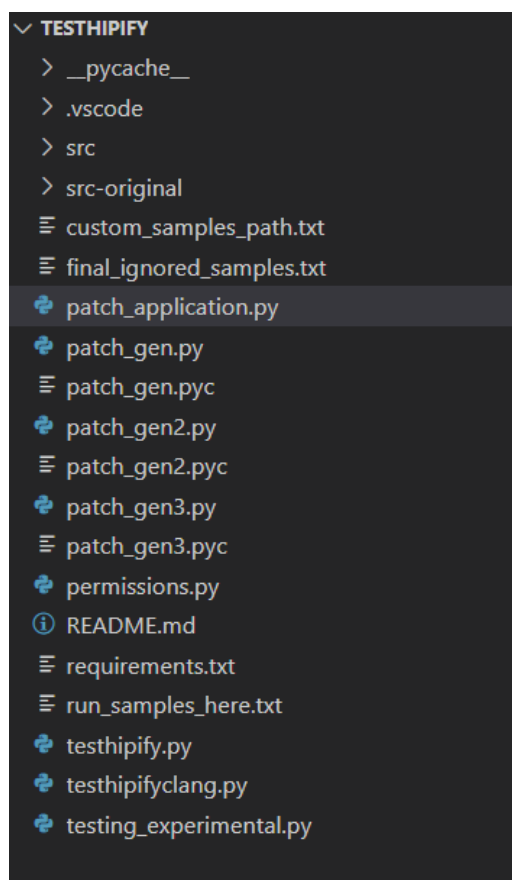 TESTHIPIFY
__pycache__
.vscode
src
src-original
custom_samples_path.txt
final_ignored_samples.txt
patch_application.py
patch_gen.py
patch_gen.pyc
patch_gen2.py
patch_gen2.pyc
patch_gen3.py
patch_gen3.pyc
permissions.py
README.md
requirements.txt
run_samples_here.txt
testhipify.py
testhipifyclang.py
testing_experimental.py